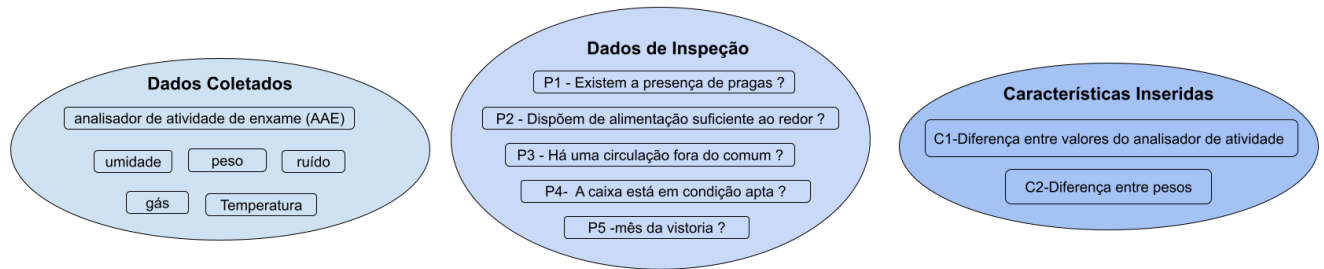 Dados Coletados
analisador de atividade de enxame (AAE)
umidade
peso
ruído
gás
Temperatura
Dados de Inspeção
P1 - Existem a presença de pragas ?
P2 - Dispõem de alimentação suficiente ao redor ?
P3 - Há uma circulação fora do comum ?
P4- A caixa está em condição apta ?
P5 -mês da vistoria ?
Características Inseridas
C1-Diferença entre valores do analisador de atividade
C2-Diferença entre pesos